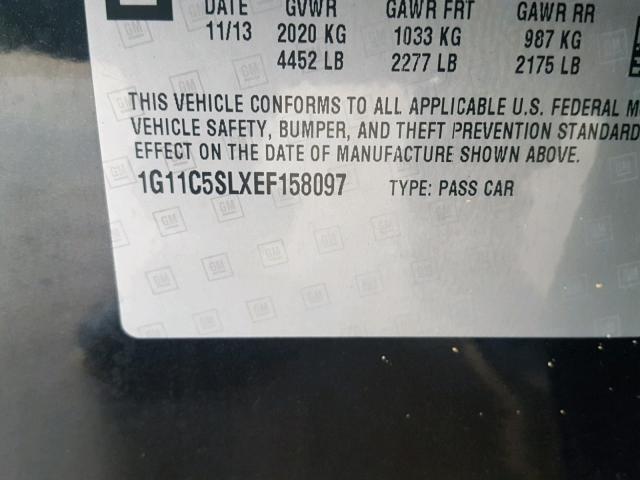 DATE GVWR GAWR FRT GAWR RR
11/13 2020 KG 1033 KG 987 KG
4452 LB 2277 LB 2175 LB
THIS VEHICLE CONFORMS TO ALL APPLICABLE U.S. FEDERAL
VEHICLE SAFETY, BUMPER, AND THEFT PREVENTION STANDARD
EFFECT ON THE DATE OF MANUFACTURE SHOWN ABOVE.
1G11C5SLXEF158097 TYPE: PASS CAR